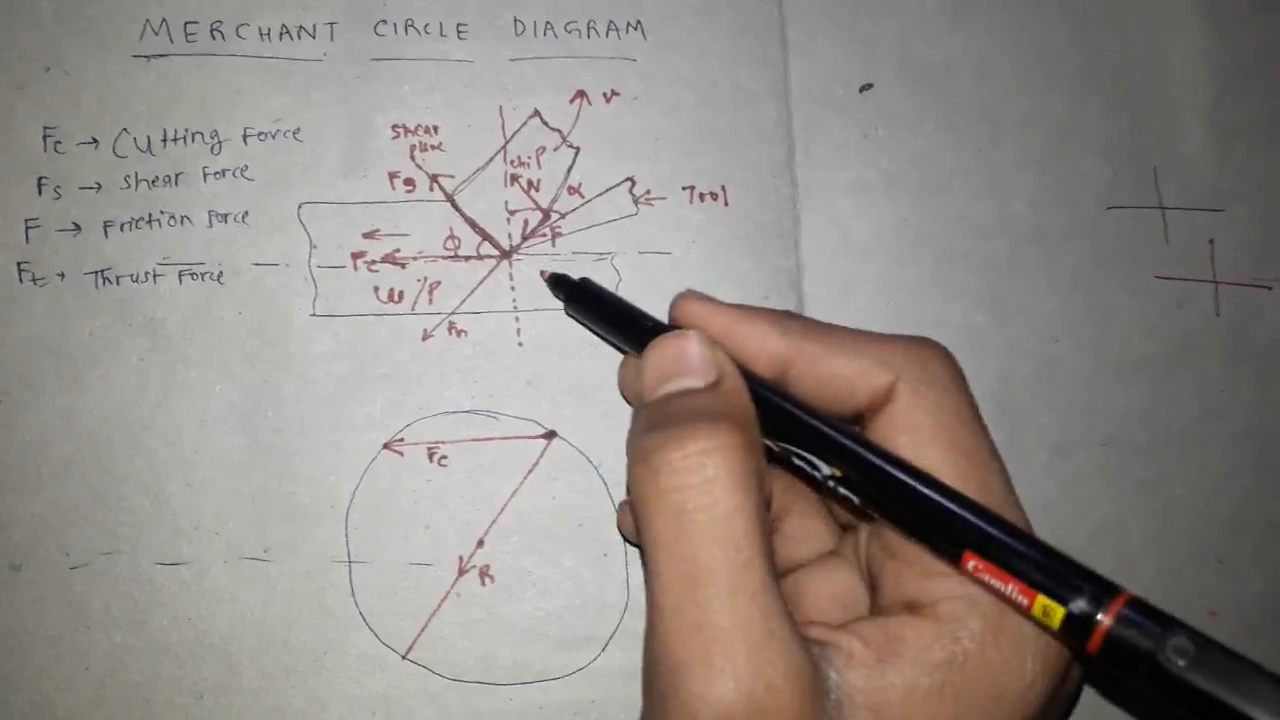 MERCHANT CIRCLE DIAGRAM
Fc → Cutting Force
Fs → Shear Force
F → Friction Force
Ft → Thrust Force
shear
plane
v
chip
Fs
N
α
Tool
F
ϕ
Fc
W/P
Fn
Fc
R
Camlin